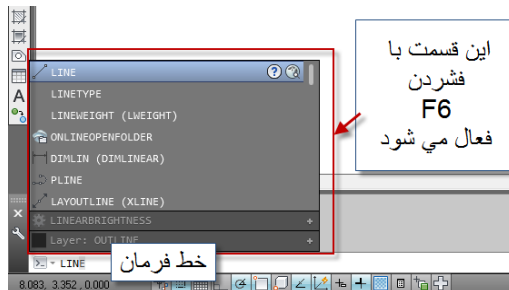 این قسمت با
فشردن
F6
فعال می شود
LINE
LINETYPE
LINEWEIGHT (LWEIGHT)
ONLINEOPENFOLDER
DIMLIN (DIMLINEAR)
PLINE
LAYOUTLINE (XLINE)
LINEARBRIGHTNESS
Layer: OUTLINE
LINE
خط فرمان
8.083, 3.352, 0.000